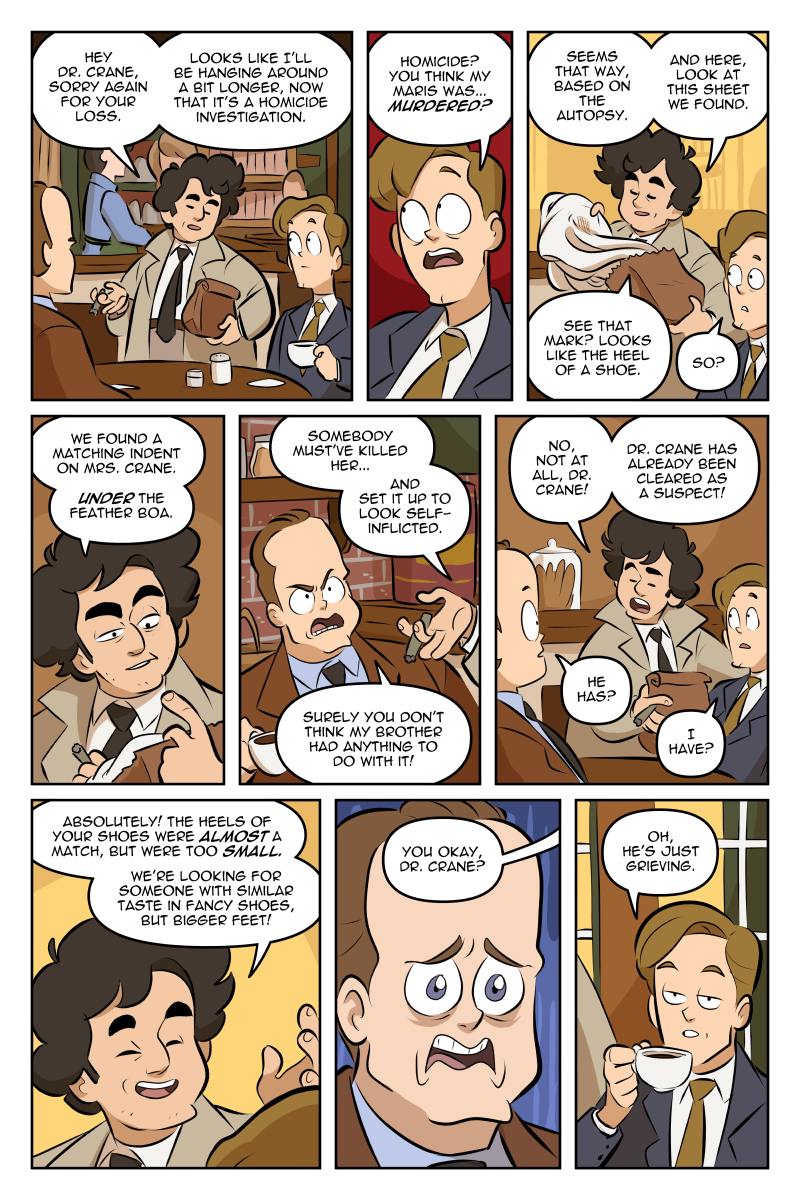 HEY
DR. CRANE,
SORRY AGAIN
FOR YOUR
LOSS.
LOOKS LIKE I'LL
BE HANGING AROUND
A BIT LONGER, NOW
THAT IT'S A HOMICIDE
INVESTIGATION.
HOMICIDE?
YOU THINK MY
MARIS WAS...
MURDERED?
SEEMS
THAT WAY,
BASED ON
THE
AUTOPSY.
AND HERE,
LOOK AT
THIS SHEET
WE FOUND.
SEE THAT
MARK? LOOKS
LIKE THE HEEL
OF A SHOE.
SO?
WE FOUND A
MATCHING INDENT
ON MRS. CRANE.
UNDER THE
FEATHER BOA.
SOMEBODY
MUST'VE KILLED
HER...
AND
SET IT UP TO
LOOK SELF-
INFLICTED.
SURELY YOU DON'T
THINK MY BROTHER
HAD ANYTHING TO
DO WITH IT!
NO,
NOT AT
ALL, DR.
CRANE!
DR. CRANE HAS
ALREADY BEEN
CLEARED AS
A SUSPECT!
HE
HAS?
I
HAVE?
ABSOLUTELY! THE HEELS OF
YOUR SHOES WERE ALMOST A
MATCH, BUT WERE TOO SMALL.
WE'RE LOOKING FOR
SOMEONE WITH SIMILAR
TASTE IN FANCY SHOES,
BUT BIGGER FEET!
YOU OKAY,
DR. CRANE?
OH,
HE'S JUST
GRIEVING.